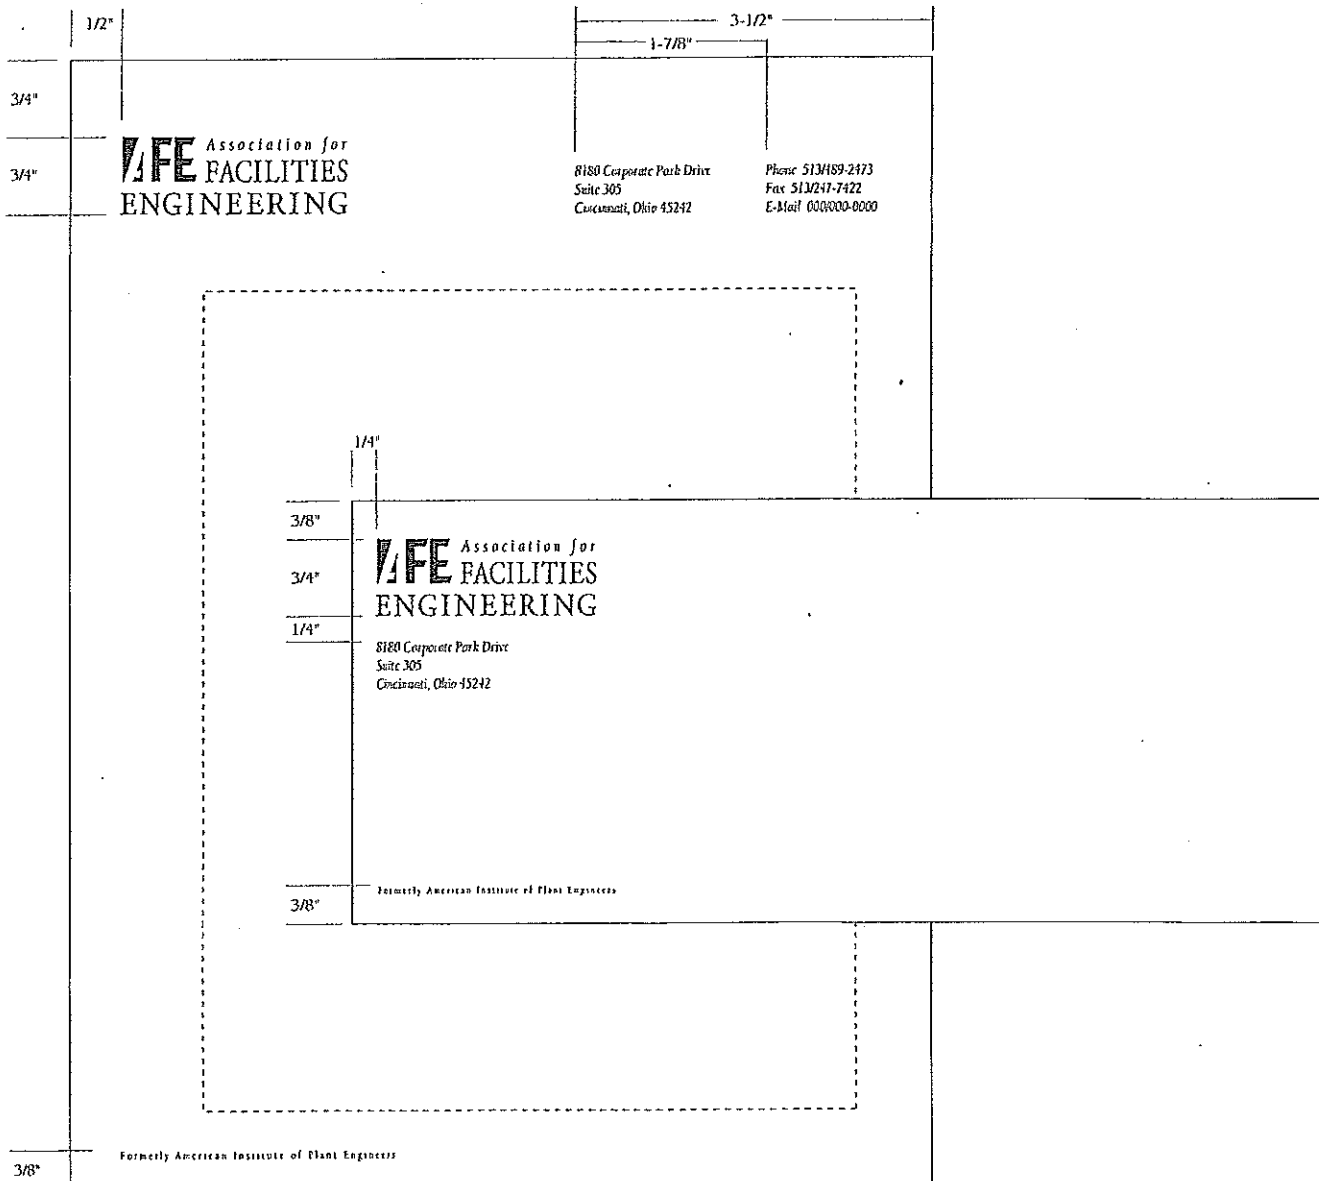 1/2"
3-1/2"
1-7/8"
3/4"
3/4"
AFE Association for
FACILITIES
ENGINEERING
8180 Corporate Park Drive
Suite 305
Cincinnati, Ohio 45242
Phone 513/489-2473
Fax 513/247-7422
E-Mail 000/000-0000
1/4"
3/8"
3/4"
1/4"
AFE Association for
FACILITIES
ENGINEERING
8180 Corporate Park Drive
Suite 305
Cincinnati, Ohio 45242
Formerly American Institute of Plant Engineers
3/8"
Formerly American Institute of Plant Engineers
3/8"